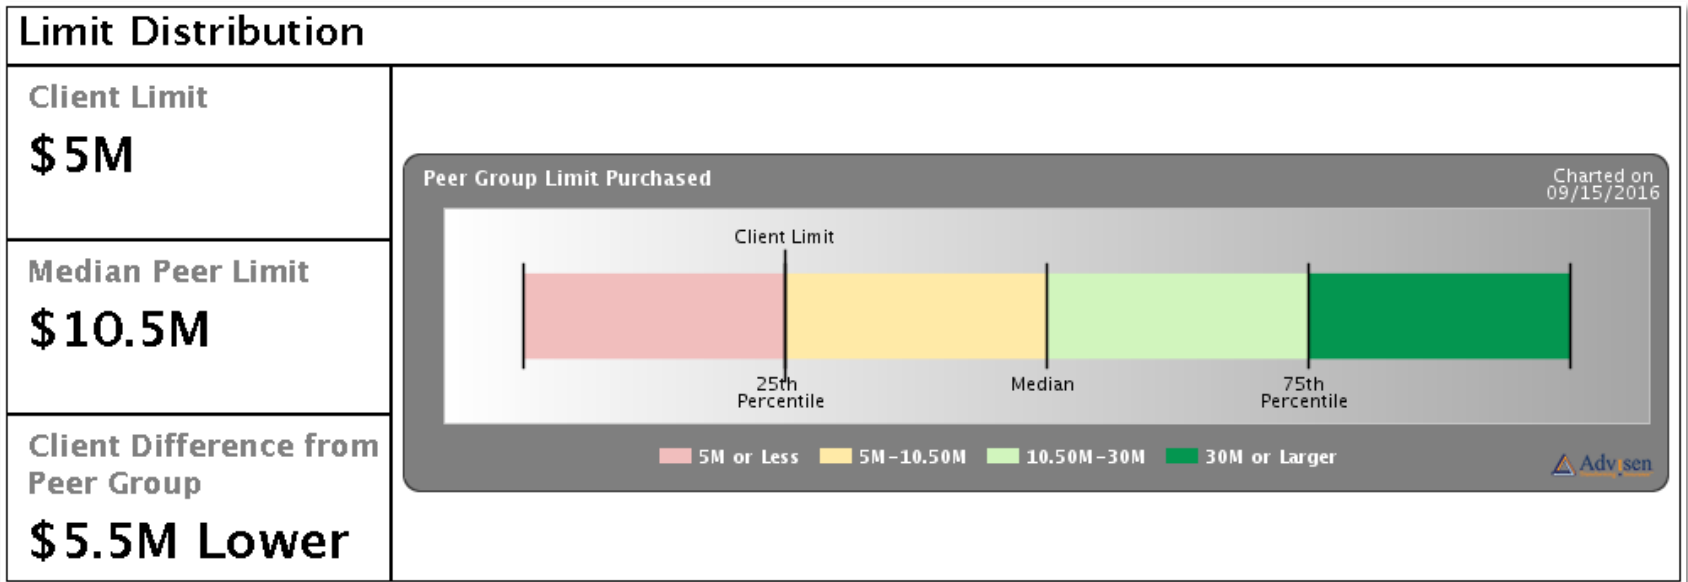 Limit Distribution
Client Limit
$5M
Median Peer Limit
$10.5M
Client Difference from
Peer Group
$5.5M Lower
Peer Group Limit Purchased
Charted on
09/15/2016
Client Limit
25th
Percentile
Median
75th
Percentile
5M or Less
5M-10.50M
10.50M-30M
30M or Larger
Advisen